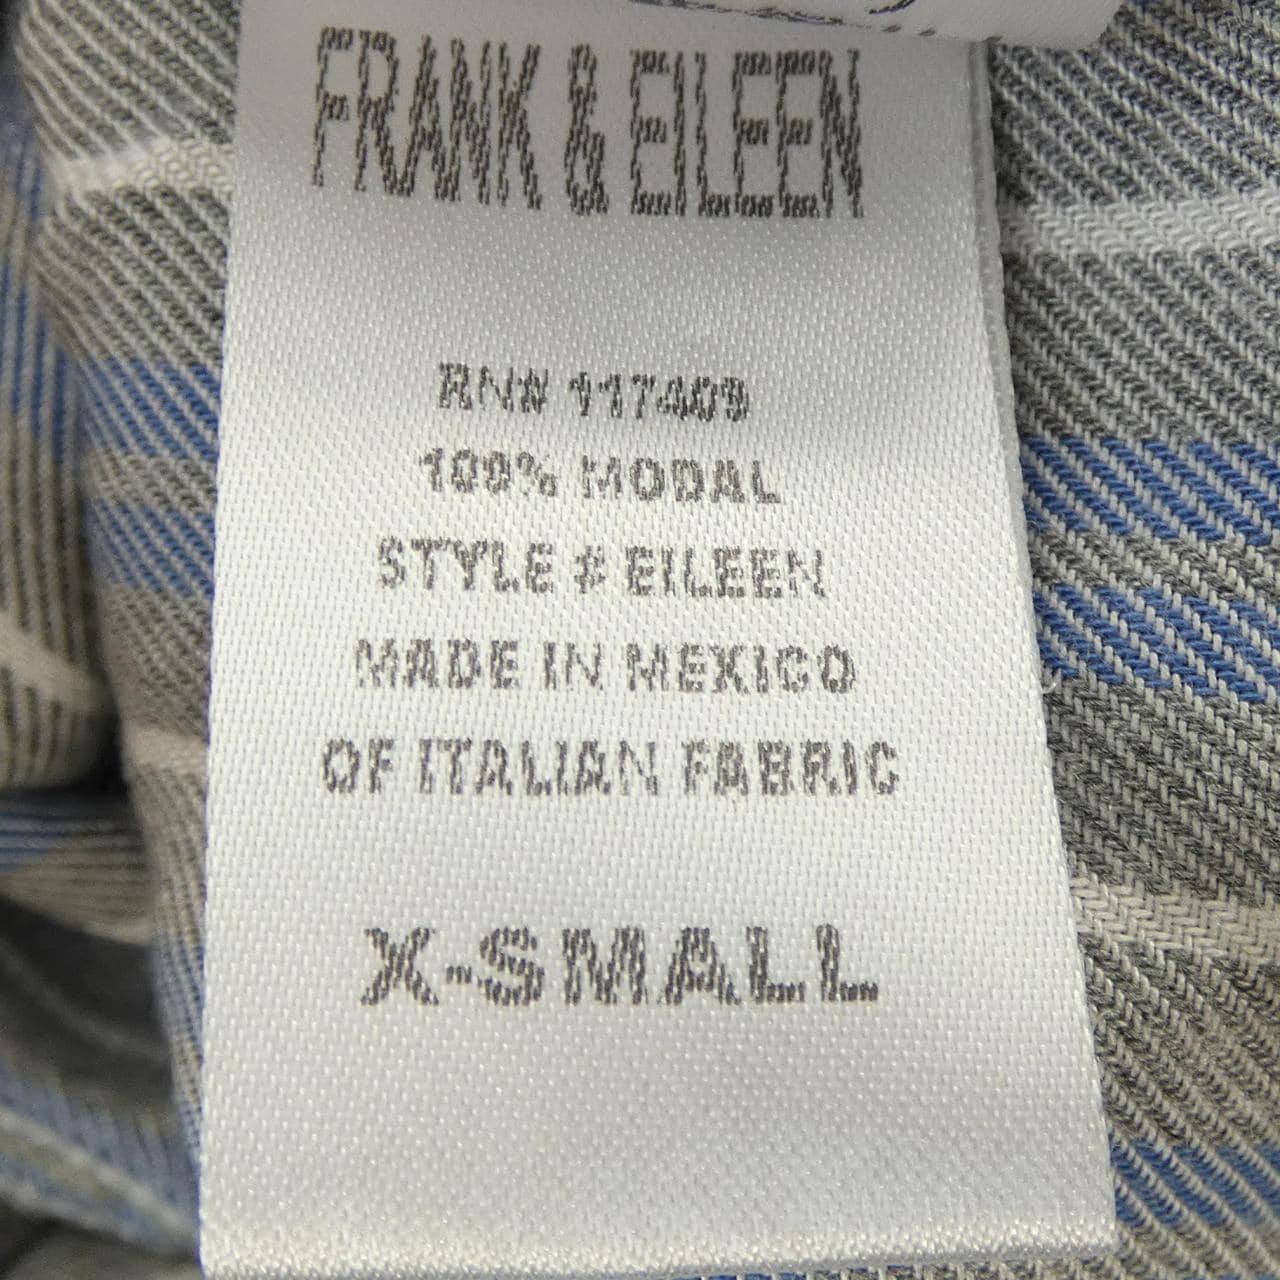 FRANK & EILEEN
RN# 117409
100% MODAL
STYLE # EILEEN
MADE IN MEXICO
OF ITALIAN FABRIC
X-SMALL